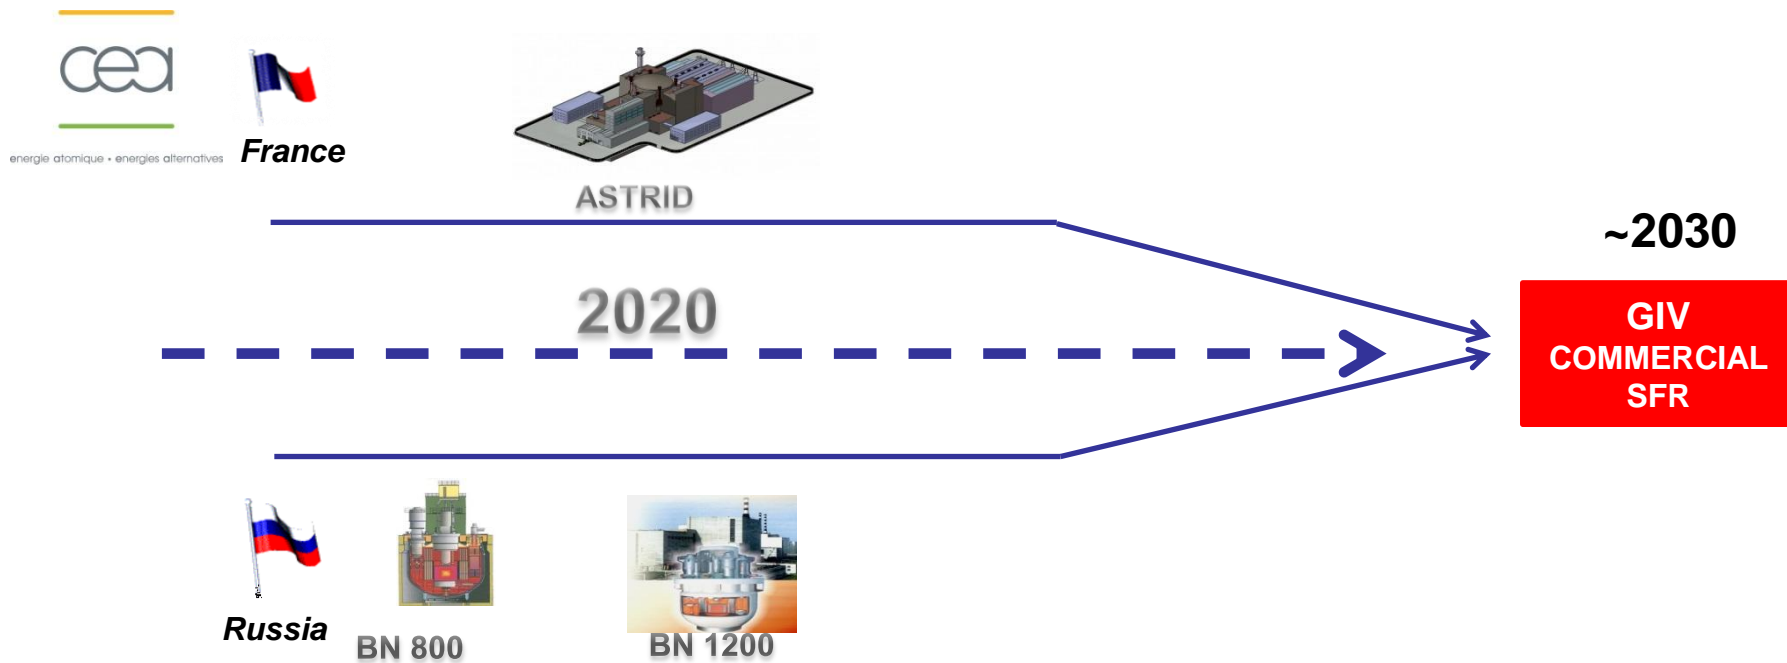 cea
energie atomique • energies alternatives
France
ASTRID
~2030
2020
GIV
COMMERCIAL
SFR
Russia
BN 800
BN 1200